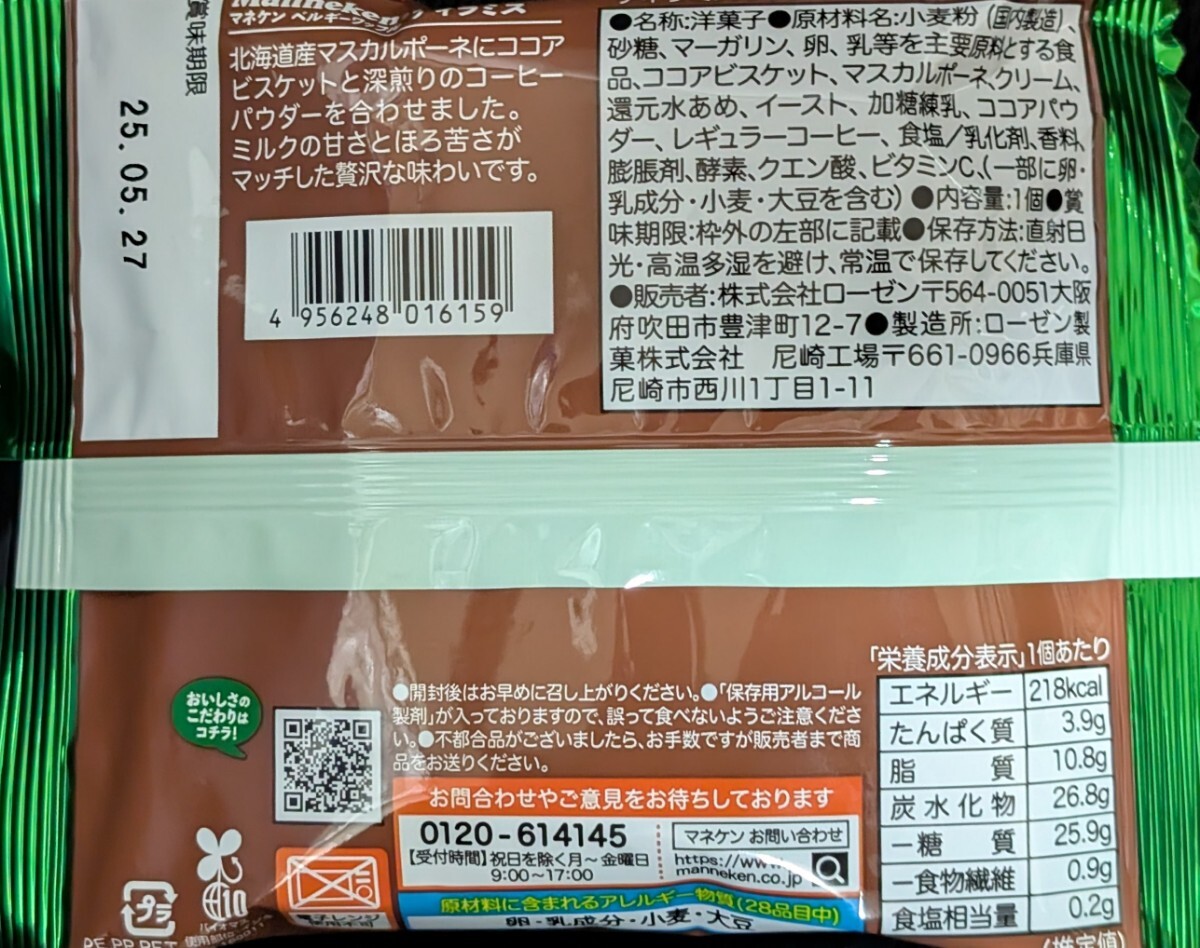 Manneken
マネケン ベルギーワッフル
賞味期限
25.05.27
北海道産マスカルポーネにココア
ビスケットと深煎りのコーヒー
パウダーを合わせました。
ミルクの甘さとほろ苦さが
マッチした贅沢な味わいです。
4 956248 016159
●名称:洋菓子●原材料名:小麦粉(国内製造)、
砂糖、マーガリン、卵、乳等を主要原料とする食
品、ココアビスケット、マスカルポーネクリーム、
還元水あめ、イースト、加糖練乳、ココアパウ
ダー、レギュラーコーヒー、食塩/乳化剤、香料、
膨脹剤、酵素、クエン酸、ビタミンC、(一部に卵・
乳成分・小麦・大豆を含む)●内容量:1個●賞
味期限:枠外の左部に記載●保存方法:直射日
光・高温多湿を避け、常温で保存してください。
●販売者:株式会社ローゼン〒564-0051大阪
府吹田市豊津町12-7●製造所:ローゼン製
菓株式会社 尼崎工場〒661-0966兵庫県
尼崎市西川1丁目1-11
おいしさの
こだわりは
コチラ!
●開封後はお早めに召し上がりください。●「保存用アルコール
製剤」が入っておりますので、誤って食べないようご注意くださ
い。●不都合品がございましたら、お手数ですが販売者まで商
品をお送りください。
お問合わせやご意見をお待ちしております
0120-614145
【受付時間】祝日を除く月～金曜日
9:00～17:00
マネケン お問い合わせ
https://www.
manneken.co.jp
原材料に含まれるアレルギー物質(28品目中)
卵・乳成分・小麦・大豆
「栄養成分表示」1個あたり
エネルギー 218kcal
たんぱく質 3.9g
脂質 10.8g
炭水化物 26.8g
ー糖質 25.9g
ー食物繊維 0.9g
食塩相当量 0.2g
(推定値)
プラ
PE,PP,PET
電子レンジ
使用不可